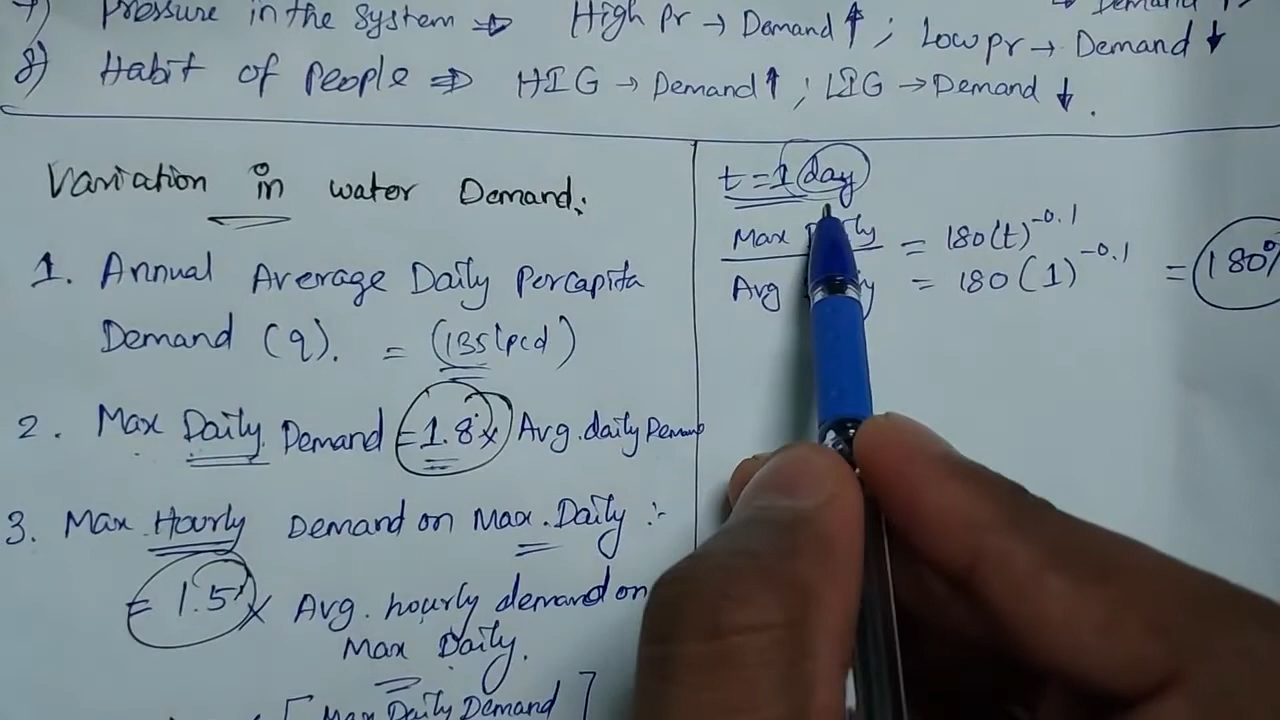 7) Pressure in the System ⇒ High Pr → Demand ↑ ; Low pr → Demand ↓
8) Habit of People ⇒ HIG → Demand ↑ ; LIG → Demand ↓ .
Variation in water Demand:
1. Annual Average Daily Percapita
Demand (q). = (135 lpcd)
2. Max Daily Demand = 1.8 x Avg. daily Demand
3. Max Hourly Demand on Max. Daily :-
= 1.5 x Avg. hourly demand on
Max Daily.
[Max Daily Demand]
t = 1 day
Max = 180(t)^-0.1
Avg = 180 (1)^-0.1 = 180%